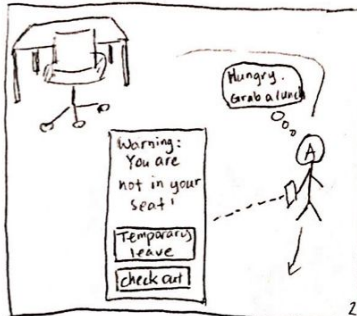 Hungry.
Grab a lunch
A
Warning:
You are
not in your
seat!
Temporary
leave
check out
2